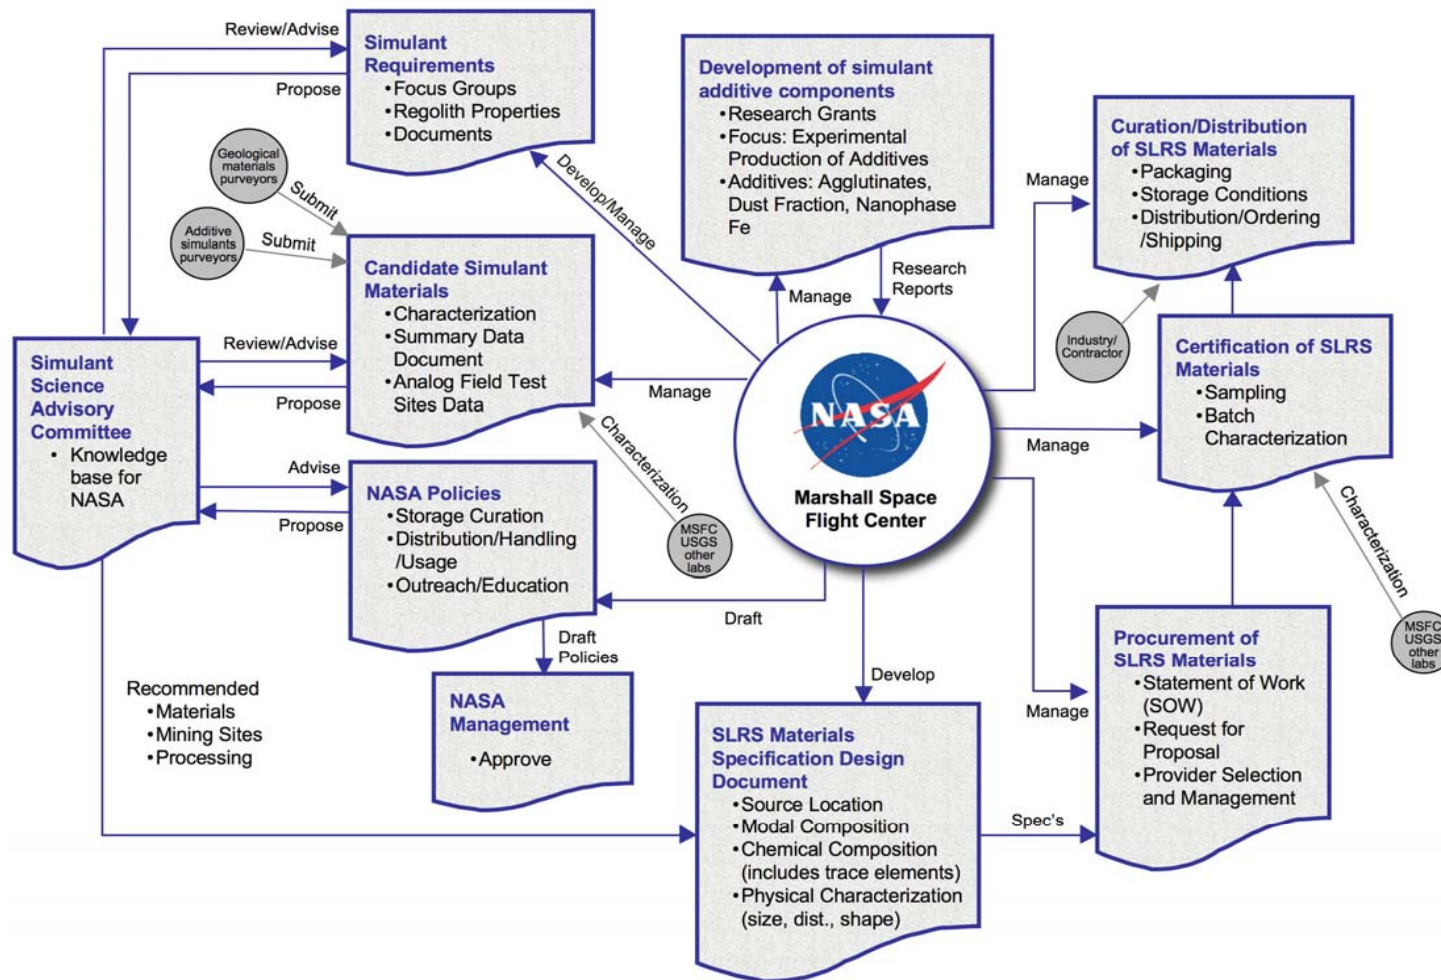 Review/Advise
Propose
Simulant
Requirements
•Focus Groups
•Regolith Properties
•Documents
Geological
materials
purveyors
Submit
Additive
simulants
purveyors
Submit
Develop/Manage
Development of simulant
additive components
•Research Grants
•Focus: Experimental
Production of Additives
•Additives: Agglutinates,
Dust Fraction, Nanophase
Fe
Manage
Research
Reports
Curation/Distribution
of SLRS Materials
•Packaging
•Storage Conditions
•Distribution/Ordering
/Shipping
Manage
Industry/
Contractor
Candidate Simulant
Materials
•Characterization
•Summary Data
Document
•Analog Field Test
Sites Data
Review/Advise
Propose
Manage
Simulant
Science
Advisory
Committee
• Knowledge
base for
NASA
NASA
Marshall Space
Flight Center
Certification of SLRS
Materials
•Sampling
•Batch
Characterization
Manage
Characterization
MSFC
USGS
other
labs
Advise
Propose
NASA Policies
•Storage Curation
•Distribution/Handling
/Usage
•Outreach/Education
Draft
Draft
Policies
Characterization
MSFC
USGS
other
labs
NASA
Management
•Approve
Recommended
•Materials
•Mining Sites
•Processing
Develop
SLRS Materials
Specification Design
Document
•Source Location
•Modal Composition
•Chemical Composition
(includes trace elements)
•Physical Characterization
(size, dist., shape)
Spec's
Manage
Procurement of
SLRS Materials
•Statement of Work
(SOW)
•Request for
Proposal
•Provider Selection
and Management